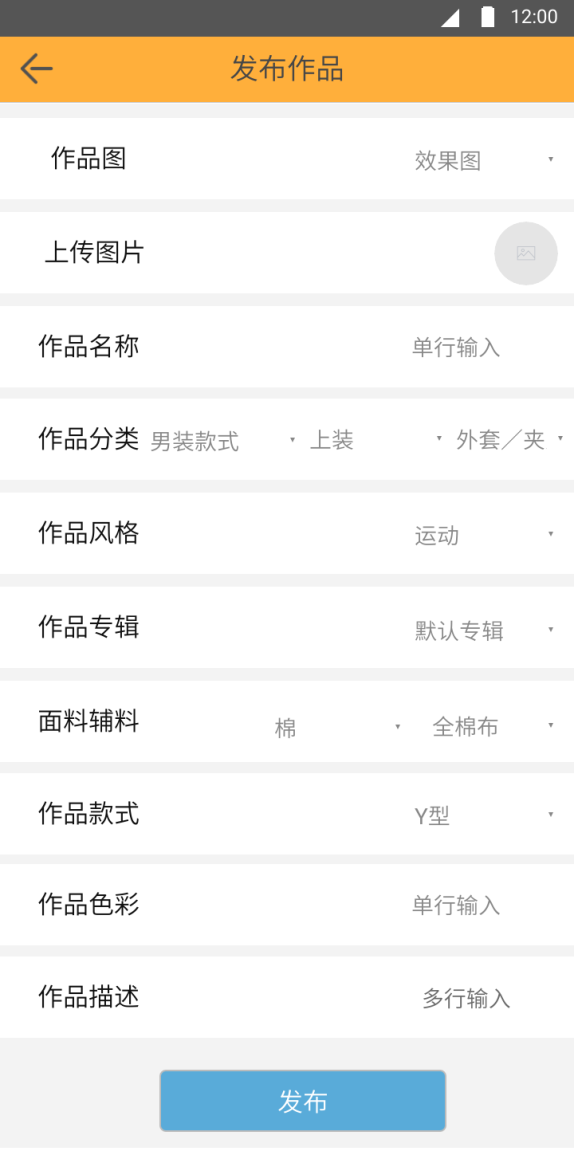 12:00
发布作品
作品图 效果图
上传图片
作品名称 单行输入
作品分类 男装款式 上装 外套／夹
作品风格 运动
作品专辑 默认专辑
面料辅料 棉 全棉布
作品款式 Y型
作品色彩 单行输入
作品描述 多行输入
发布